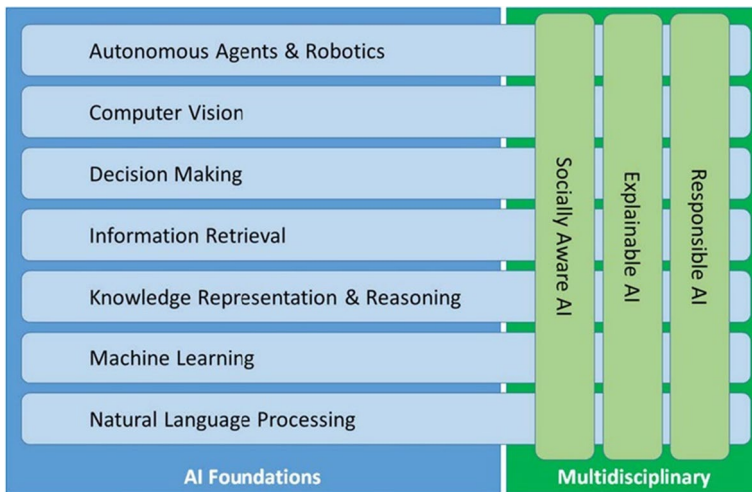 Autonomous Agents & Robotics
Computer Vision
Decision Making
Information Retrieval
Knowledge Representation & Reasoning
Machine Learning
Natural Language Processing
Socially Aware AI
Explainable AI
Responsible AI
AI Foundations
Multidisciplinary